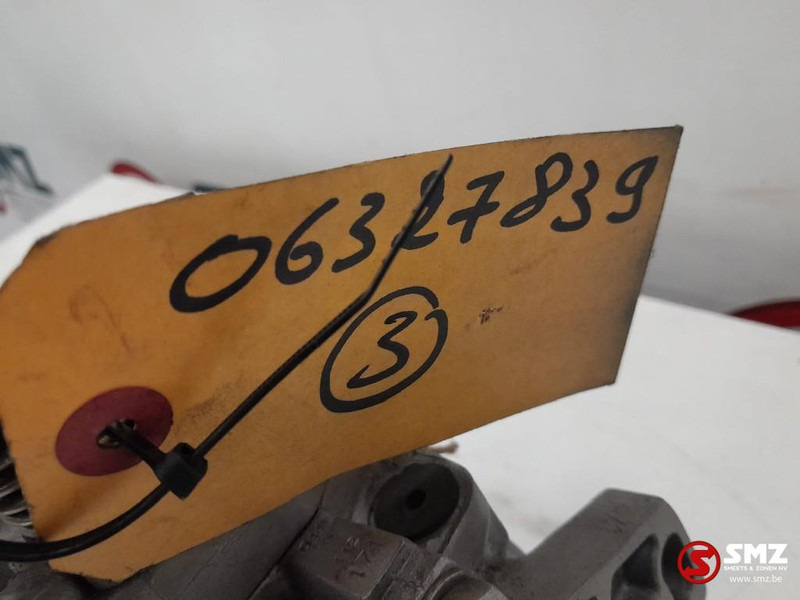 06327839
3
SMZ
SMEETS & ZONEN NV
www.smz.be